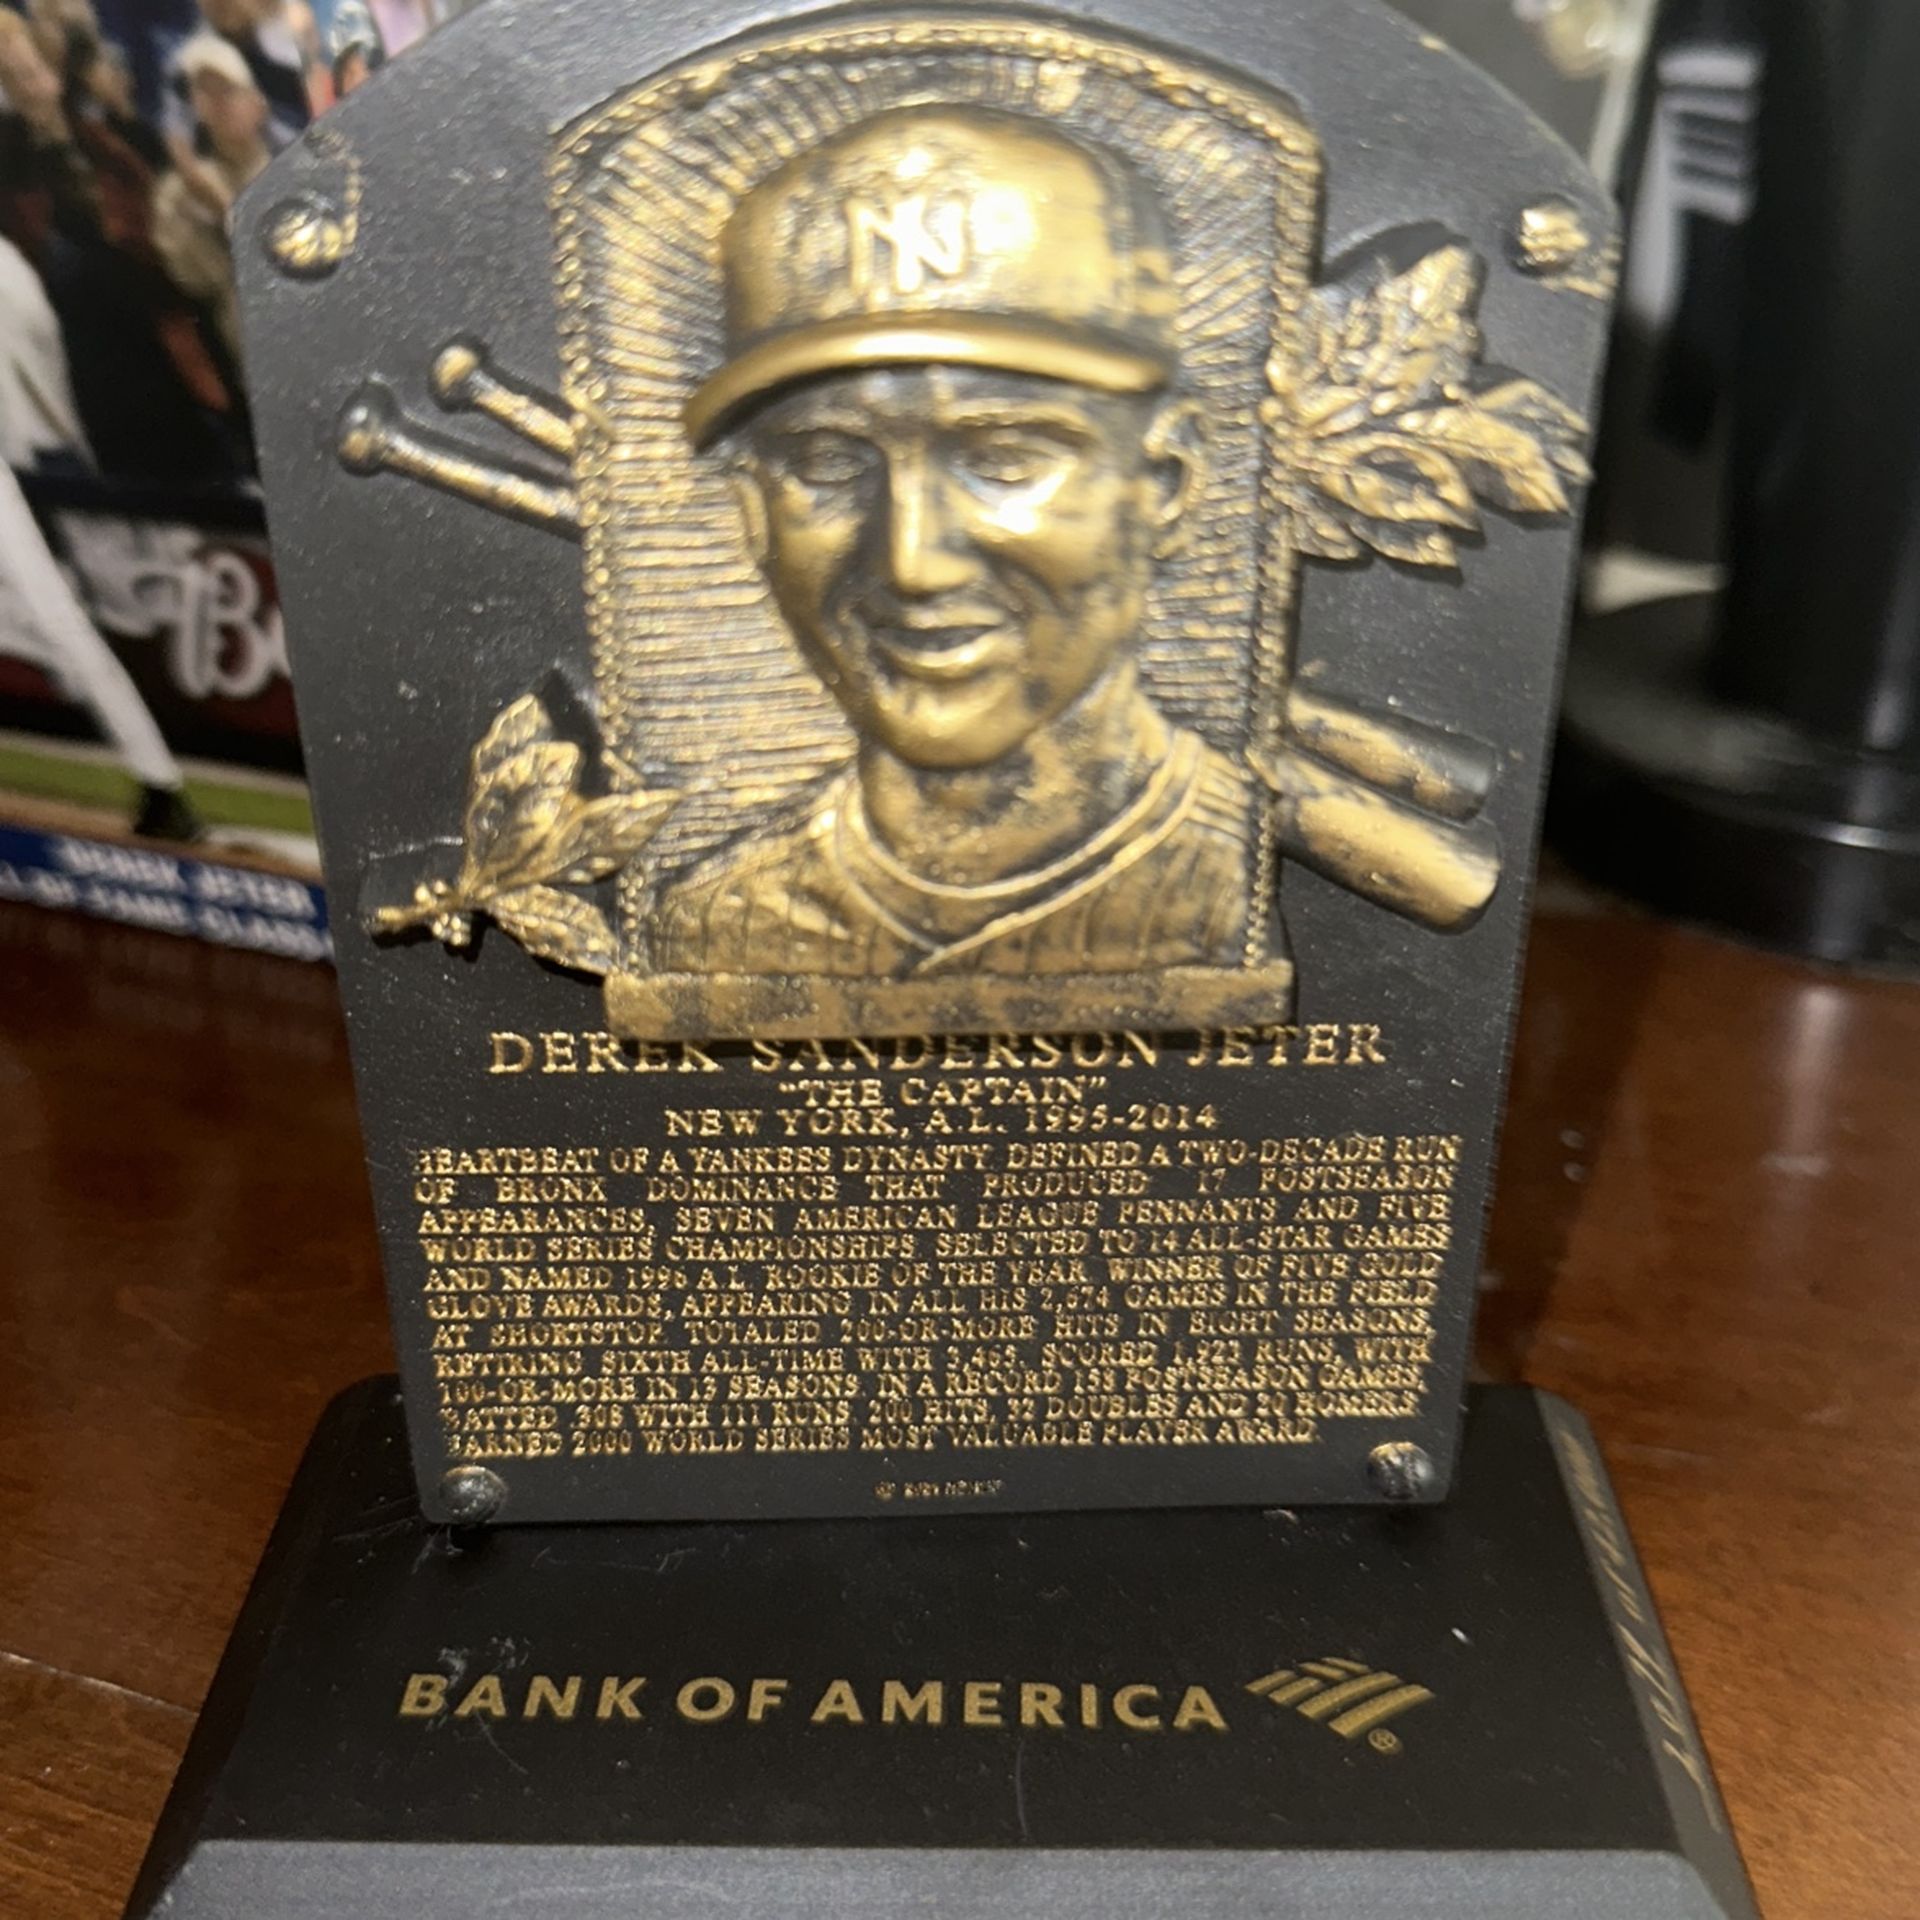 NY
DEREK JETER
DEREK SANDERSON JETER
“THE CAPTAIN”
NEW YORK, A.L. 1995-2014
HEARTBEAT OF A YANKEES DYNASTY. DEFINED A TWO-DECADE RUN
OF BRONX DOMINANCE THAT PRODUCED 17 POSTSEASON
APPEARANCES, SEVEN AMERICAN LEAGUE PENNANTS AND FIVE
WORLD SERIES CHAMPIONSHIPS. SELECTED TO 14 ALL-STAR GAMES
AND NAMED 1996 A.L. ROOKIE OF THE YEAR. WINNER OF FIVE GOLD
GLOVE AWARDS, APPEARING IN ALL HIS 2,674 GAMES IN THE FIELD
AT SHORTSTOP. TOTALED 200-OR-MORE HITS IN EIGHT SEASONS,
RETIRING SIXTH ALL-TIME WITH 3,465. SCORED 1,923 RUNS, WITH
100-OR-MORE IN 13 SEASONS. IN A RECORD 158 POSTSEASON GAMES,
BATTED .308 WITH 111 RUNS, 200 HITS, 32 DOUBLES AND 20 HOMERS.
EARNED 2000 WORLD SERIES MOST VALUABLE PLAYER AWARD.
BANK OF AMERICA ®